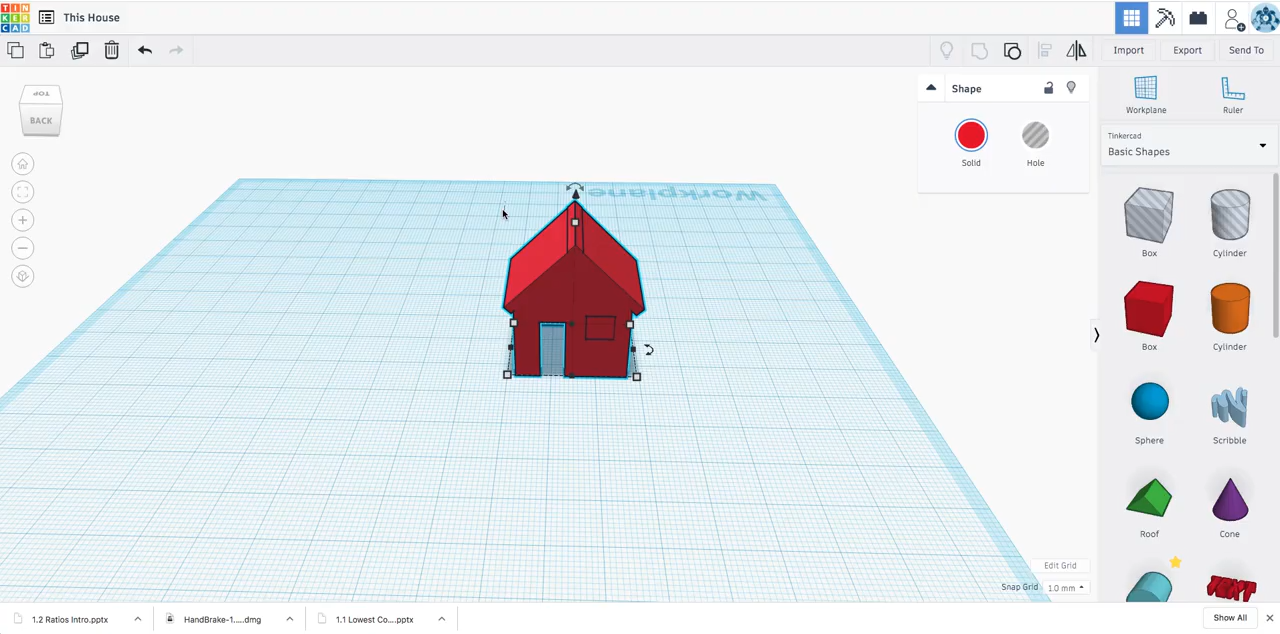 TIN
KER
CAD
This House
Import
Export
Send To
TOP
BACK
Workplane
Shape
Solid
Hole
Workplane
Ruler
Tinkercad
Basic Shapes
Box
Cylinder
Box
Cylinder
Sphere
Scribble
Roof
Cone
TEXT
Edit Grid
Snap Grid 1.0 mm
1.2 Ratios Intro.pptx
HandBrake-1....dmg
1.1 Lowest Co....pptx
Show All